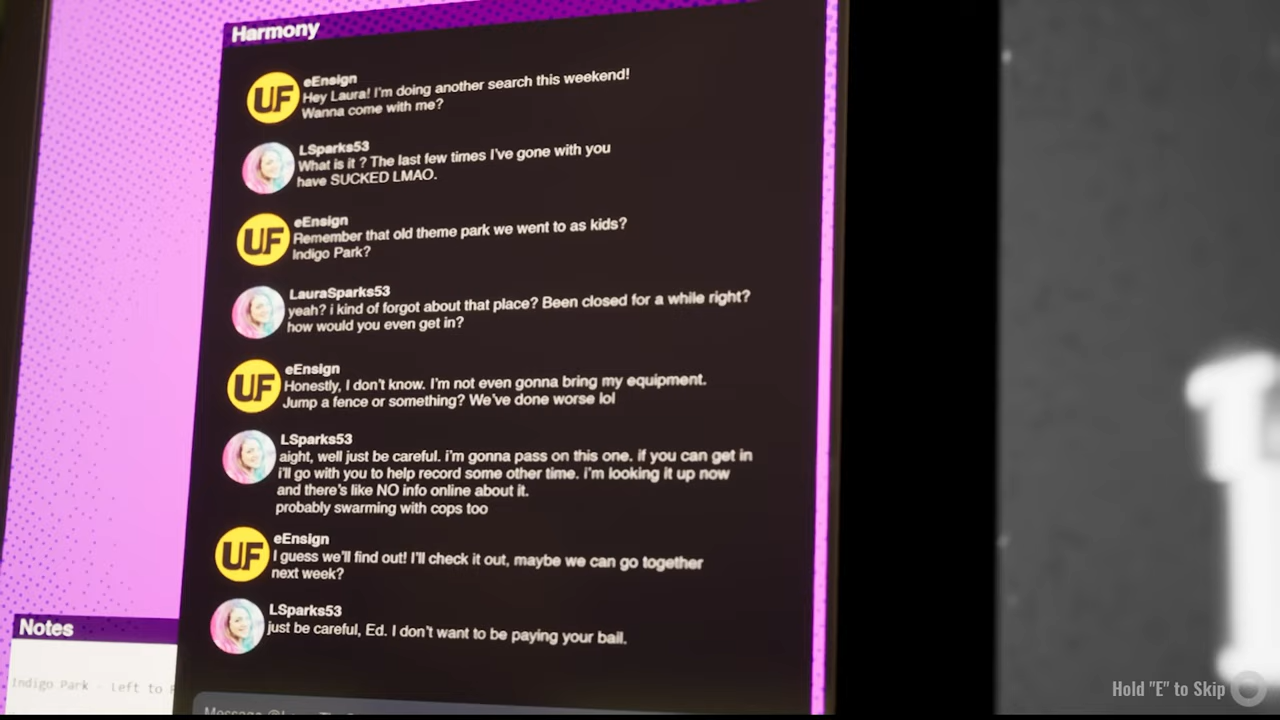 Harmony
UF
eEnsign
Hey Laura! I'm doing another search this weekend!
Wanna come with me?
LSparks53
What is it ? The last few times I've gone with you
have SUCKED LMAO.
UF
eEnsign
Remember that old theme park we went to as kids?
Indigo Park?
LauraSparks53
yeah? i kind of forgot about that place? Been closed for a while right?
how would you even get in?
UF
eEnsign
Honestly, I don't know. I'm not even gonna bring my equipment.
Jump a fence or something? We've done worse lol
LSparks53
aight, well just be careful. i'm gonna pass on this one. if you can get in
i'll go with you to help record some other time. i'm looking it up now
and there's like NO info online about it.
probably swarming with cops too
UF
eEnsign
I guess we'll find out! I'll check it out, maybe we can go together
next week?
LSparks53
just be careful, Ed. I don't want to be paying your bail.
Notes
Indigo Park - Left to
Message
Hold "E" to Skip